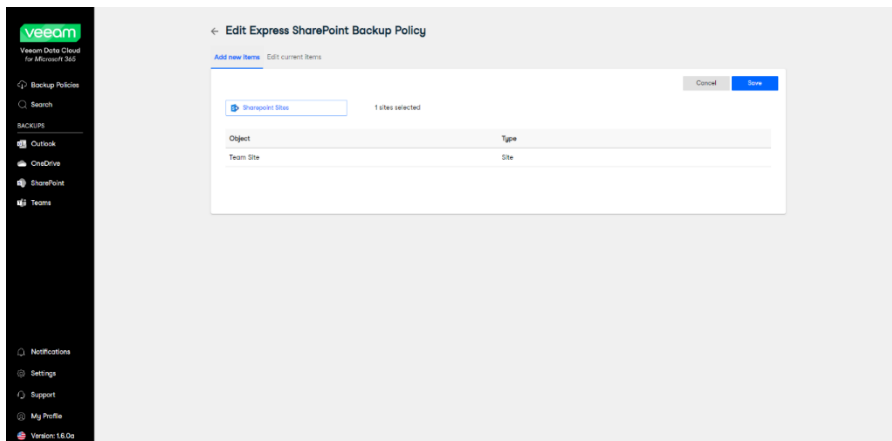 veeam
Veeam Data Cloud
for Microsoft 365
Backup Policies
Search
BACKUPS
Outlook
OneDrive
SharePoint
Teams
Notifications
Settings
Support
My Profile
Version: 1.6.0a
← Edit Express SharePoint Backup Policy
Add new items Edit current items
Cancel Save
Sharepoint Sites 1 sites selected
Object Type
Team Site Site